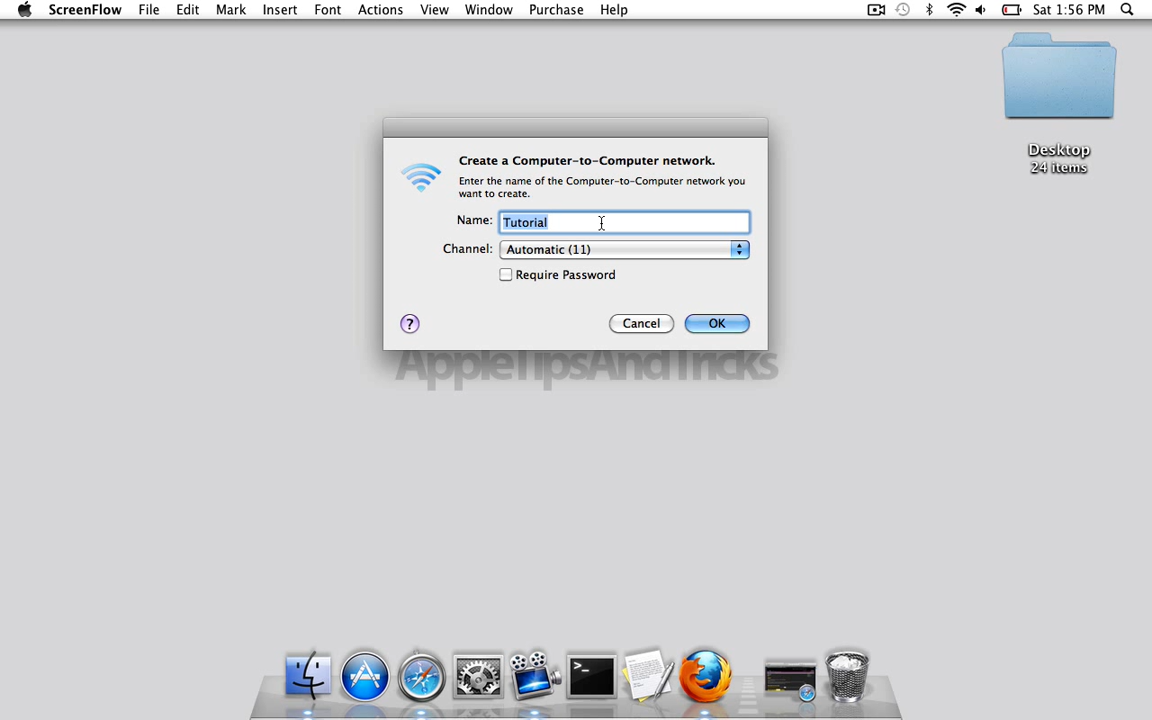 ScreenFlow File Edit Mark Insert Font Actions View Window Purchase Help Sat 1:56 PM
Desktop
24 items
Create a Computer-to-Computer network.
Enter the name of the Computer-to-Computer network you
want to create.
Name: Tutorial
Channel: Automatic (11)
Require Password
? Cancel OK
AppleTipsAndTricks